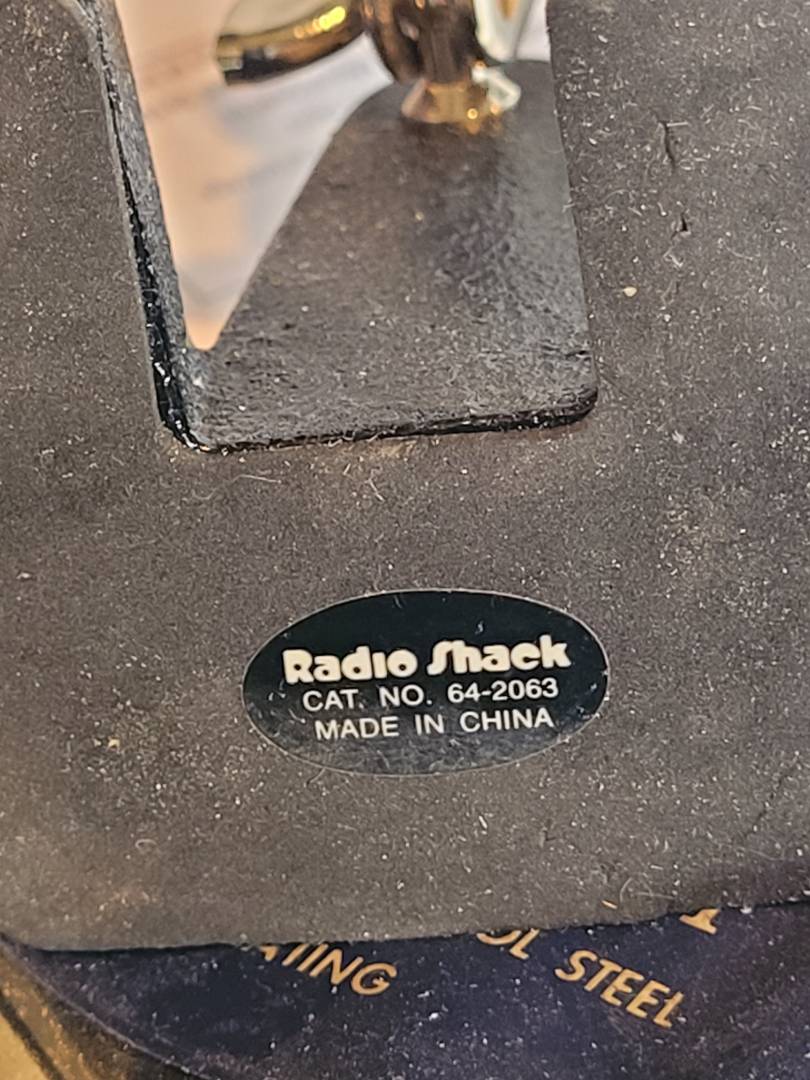 Radio Shack
CAT. NO. 64-2063
MADE IN CHINA
STEEL